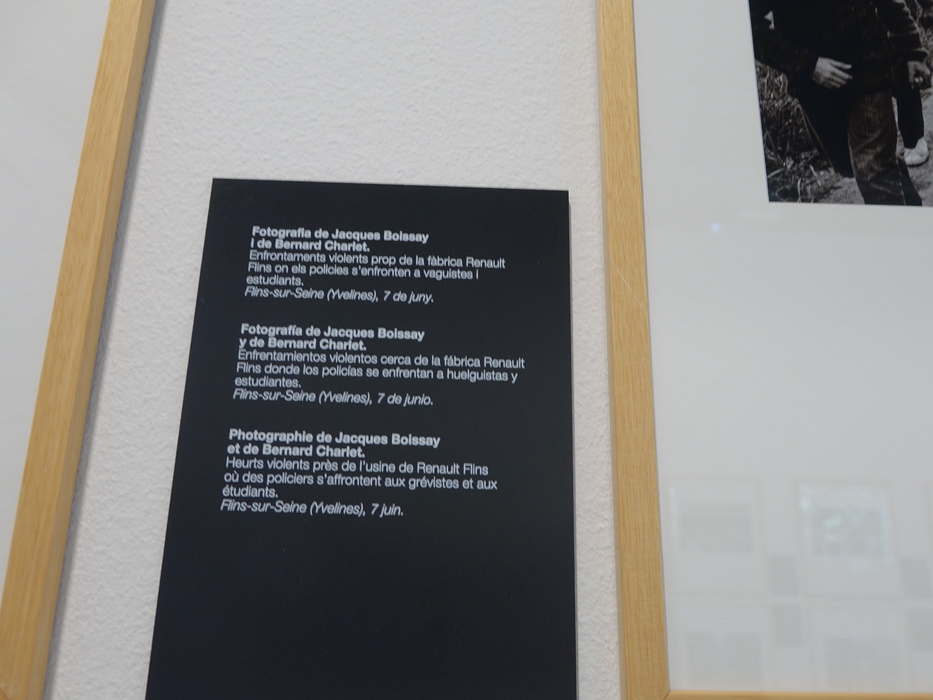 Fotografia de Jacques Boissay
i de Bernard Charlet.
Enfrontaments violents prop de la fàbrica Renault
Flins on els policies s'enfronten a vaguistes i
estudiants.
Flins-sur-Seine (Yvelines), 7 de juny.
Fotografía de Jacques Boissay
y de Bernard Charlet.
Enfrentamientos violentos cerca de la fábrica Renault
Flins donde los policías se enfrentan a huelguistas y
estudiantes.
Flins-sur-Seine (Yvelines), 7 de junio.
Photographie de Jacques Boissay
et de Bernard Charlet.
Heurts violents près de l'usine de Renault Flins
où des policiers s'affrontent aux grévistes et aux
étudiants.
Flins-sur-Seine (Yvelines), 7 juin.